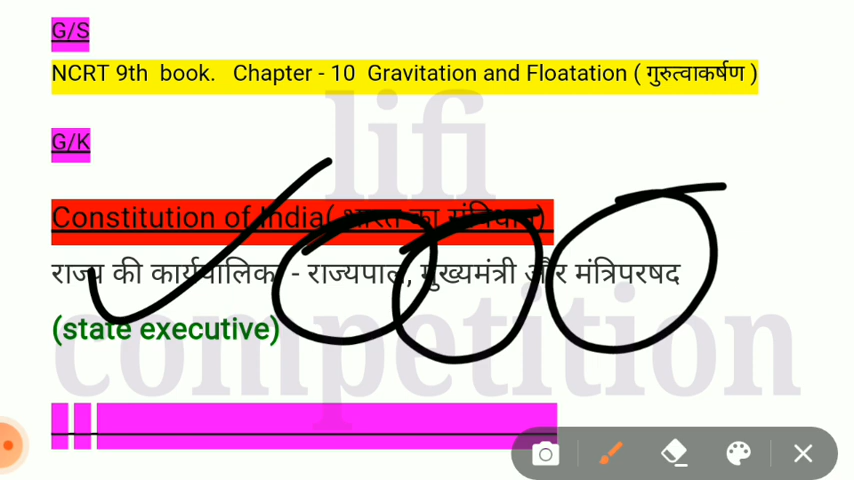 G/S
NCRT 9th book. Chapter - 10 Gravitation and Floatation ( गुरुत्वाकर्षण )
G/K
Constitution of India( भारत का संविधान)
राज्य की कार्यपालिका - राज्यपाल, मुख्यमंत्री और मंत्रिपरषद
(state executive)
lifi
competition